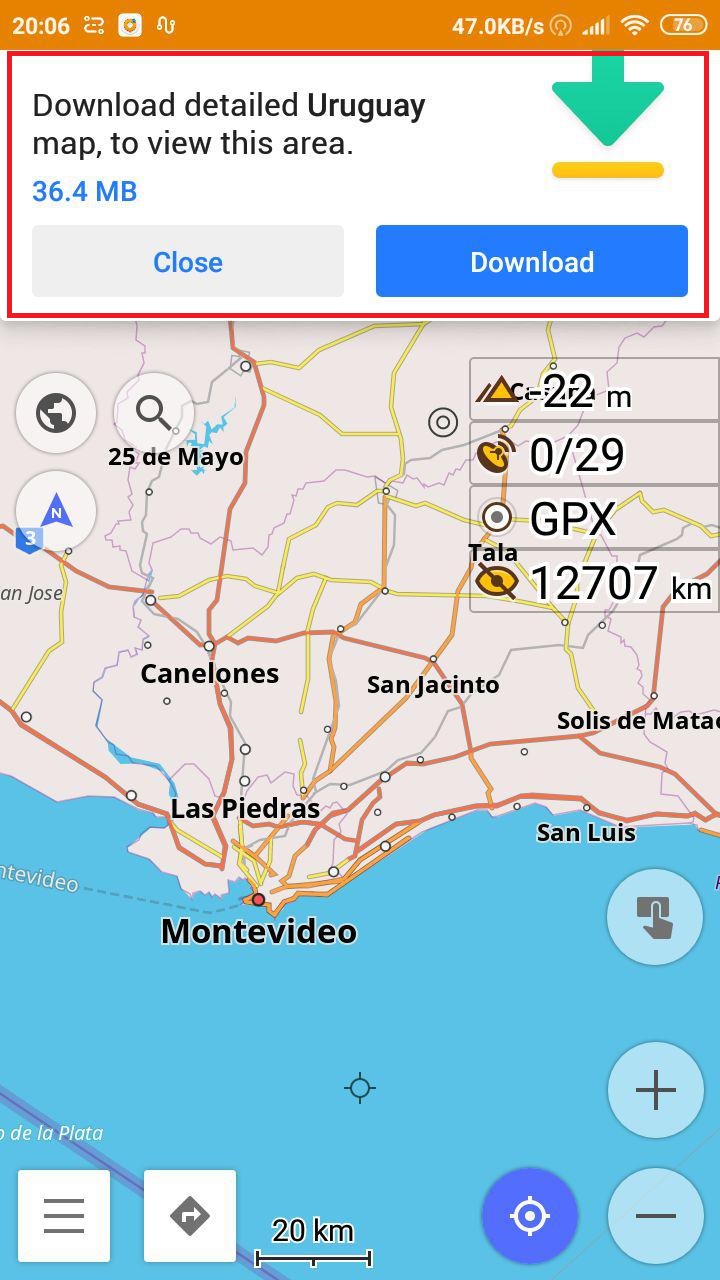 20:06
47.0KB/s
76
Download detailed Uruguay
map, to view this area.
36.4 MB
Close
Download
-22 m
25 de Mayo
0/29
N
GPX
3
Tala
12707 km
an Jose
Canelones
San Jacinto
Solis de Matao
Las Piedras
San Luis
ntevideo
Montevideo
o de la Plata
20 km